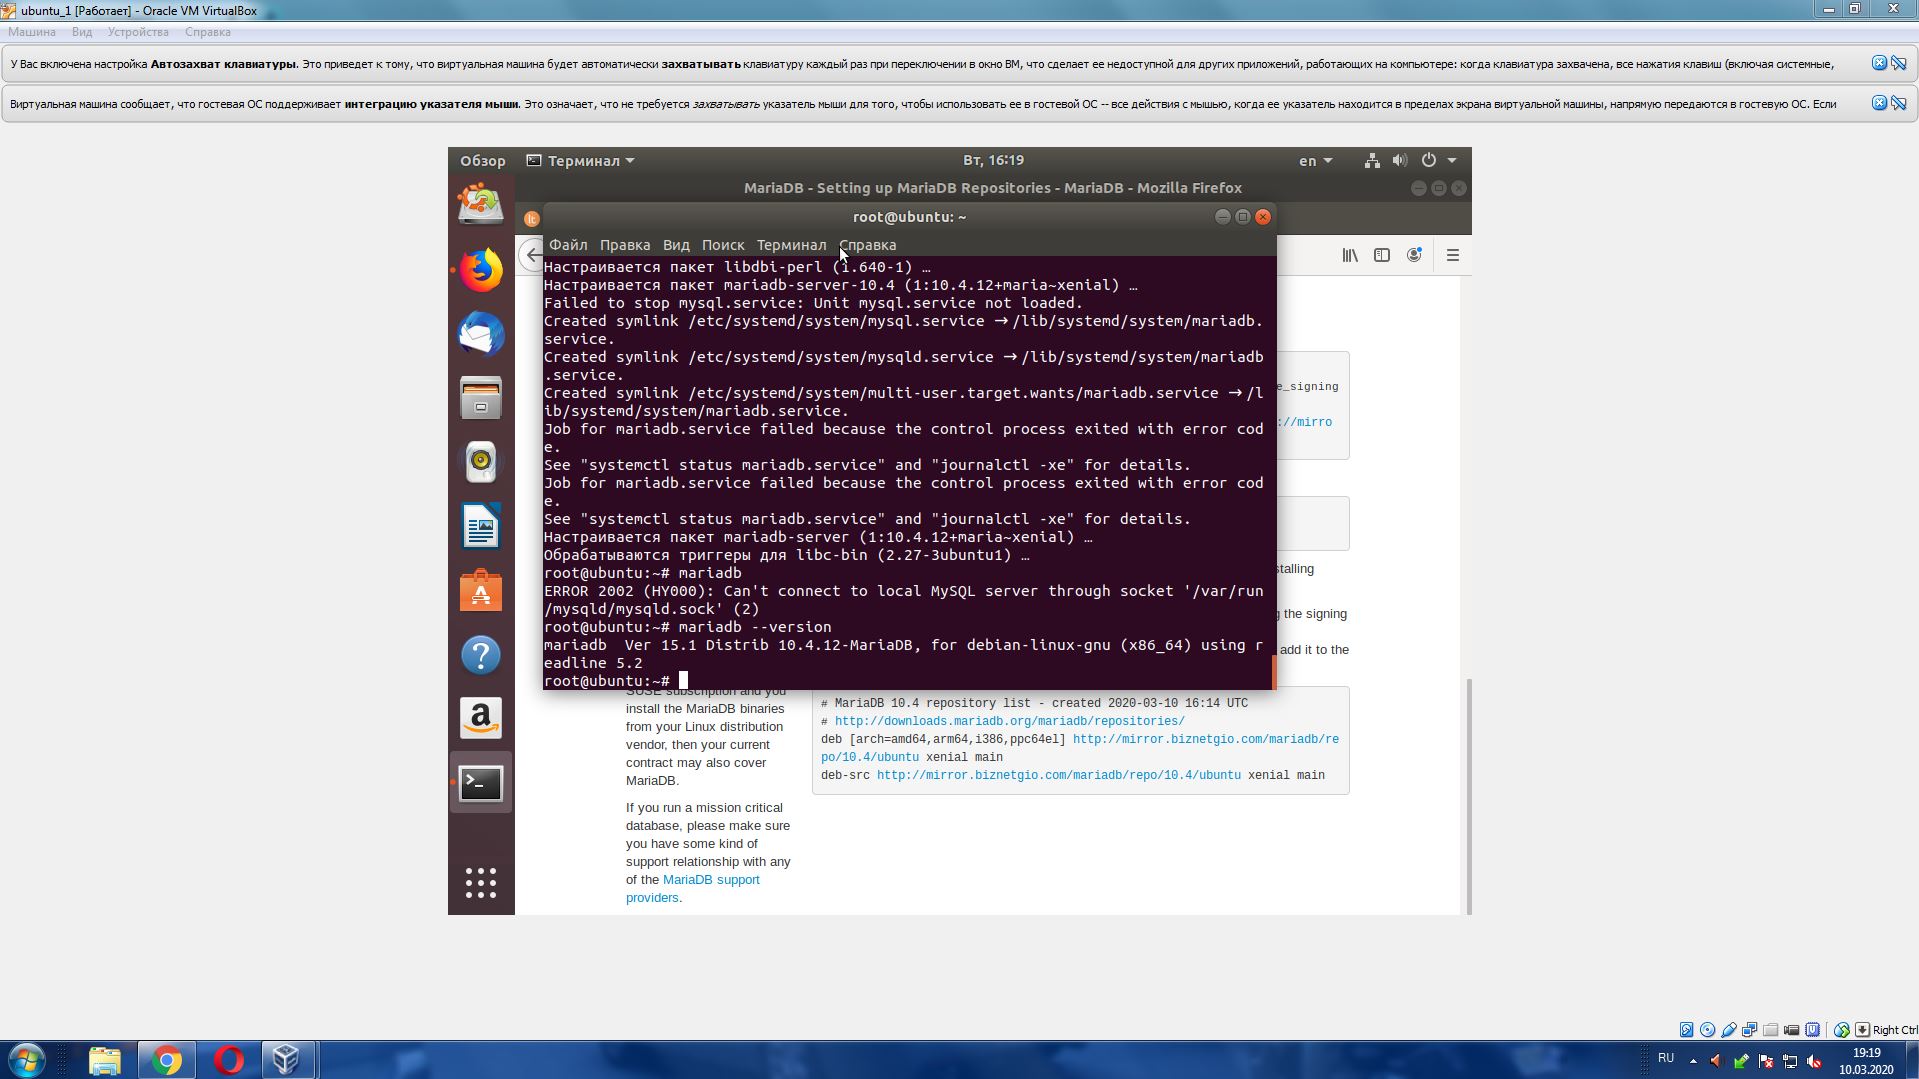 ubuntu_1 [Работает] - Oracle VM VirtualBox
Машина Вид Устройства Справка
У Вас включена настройка Автозахват клавиатуры. Это приведет к тому, что виртуальная машина будет автоматически захватывать клавиатуру каждый раз при переключении в окно ВМ, что сделает ее недоступной для других приложений, работающих на компьютере: когда клавиатура захвачена, все нажатия клавиш (включая системные,
Виртуальная машина сообщает, что гостевая ОС поддерживает интеграцию указателя мыши. Это означает, что не требуется захватывать указатель мыши для того, чтобы использовать ее в гостевой ОС -- все действия с мышью, когда ее указатель находится в пределах экрана виртуальной машины, напрямую передаются в гостевую ОС. Если
Обзор Терминал Вт, 16:19 en
MariaDB - Setting up MariaDB Repositories - MariaDB - Mozilla Firefox
root@ubuntu: ~
Файл Правка Вид Поиск Терминал Справка
Настраивается пакет libdbi-perl (1.640-1) …
Настраивается пакет mariadb-server-10.4 (1:10.4.12+maria~xenial) …
Failed to stop mysql.service: Unit mysql.service not loaded.
Created symlink /etc/systemd/system/mysql.service → /lib/systemd/system/mariadb.
service.
Created symlink /etc/systemd/system/mysqld.service → /lib/systemd/system/mariadb
.service.
Created symlink /etc/systemd/system/multi-user.target.wants/mariadb.service → /l
ib/systemd/system/mariadb.service.
Job for mariadb.service failed because the control process exited with error cod
e.
See "systemctl status mariadb.service" and "journalctl -xe" for details.
Job for mariadb.service failed because the control process exited with error cod
e.
See "systemctl status mariadb.service" and "journalctl -xe" for details.
Настраивается пакет mariadb-server (1:10.4.12+maria~xenial) …
Обрабатываются триггеры для libc-bin (2.27-3ubuntu1) …
root@ubuntu:~# mariadb
ERROR 2002 (HY000): Can't connect to local MySQL server through socket '/var/run
/mysqld/mysqld.sock' (2)
root@ubuntu:~# mariadb --version
mariadb Ver 15.1 Distrib 10.4.12-MariaDB, for debian-linux-gnu (x86_64) using r
eadline 5.2
root@ubuntu:~#
e_signing
://mirro
stalling
g the signing
add it to the
SUSE subscription and you
install the MariaDB binaries
from your Linux distribution
vendor, then your current
contract may also cover
MariaDB.
If you run a mission critical
database, please make sure
you have some kind of
support relationship with any
of the MariaDB support
providers.
# MariaDB 10.4 repository list - created 2020-03-10 16:14 UTC
# http://downloads.mariadb.org/mariadb/repositories/
deb [arch=amd64,arm64,i386,ppc64el] http://mirror.biznetgio.com/mariadb/re
po/10.4/ubuntu xenial main
deb-src http://mirror.biznetgio.com/mariadb/repo/10.4/ubuntu xenial main
Right Ctrl
RU
19:19
10.03.2020